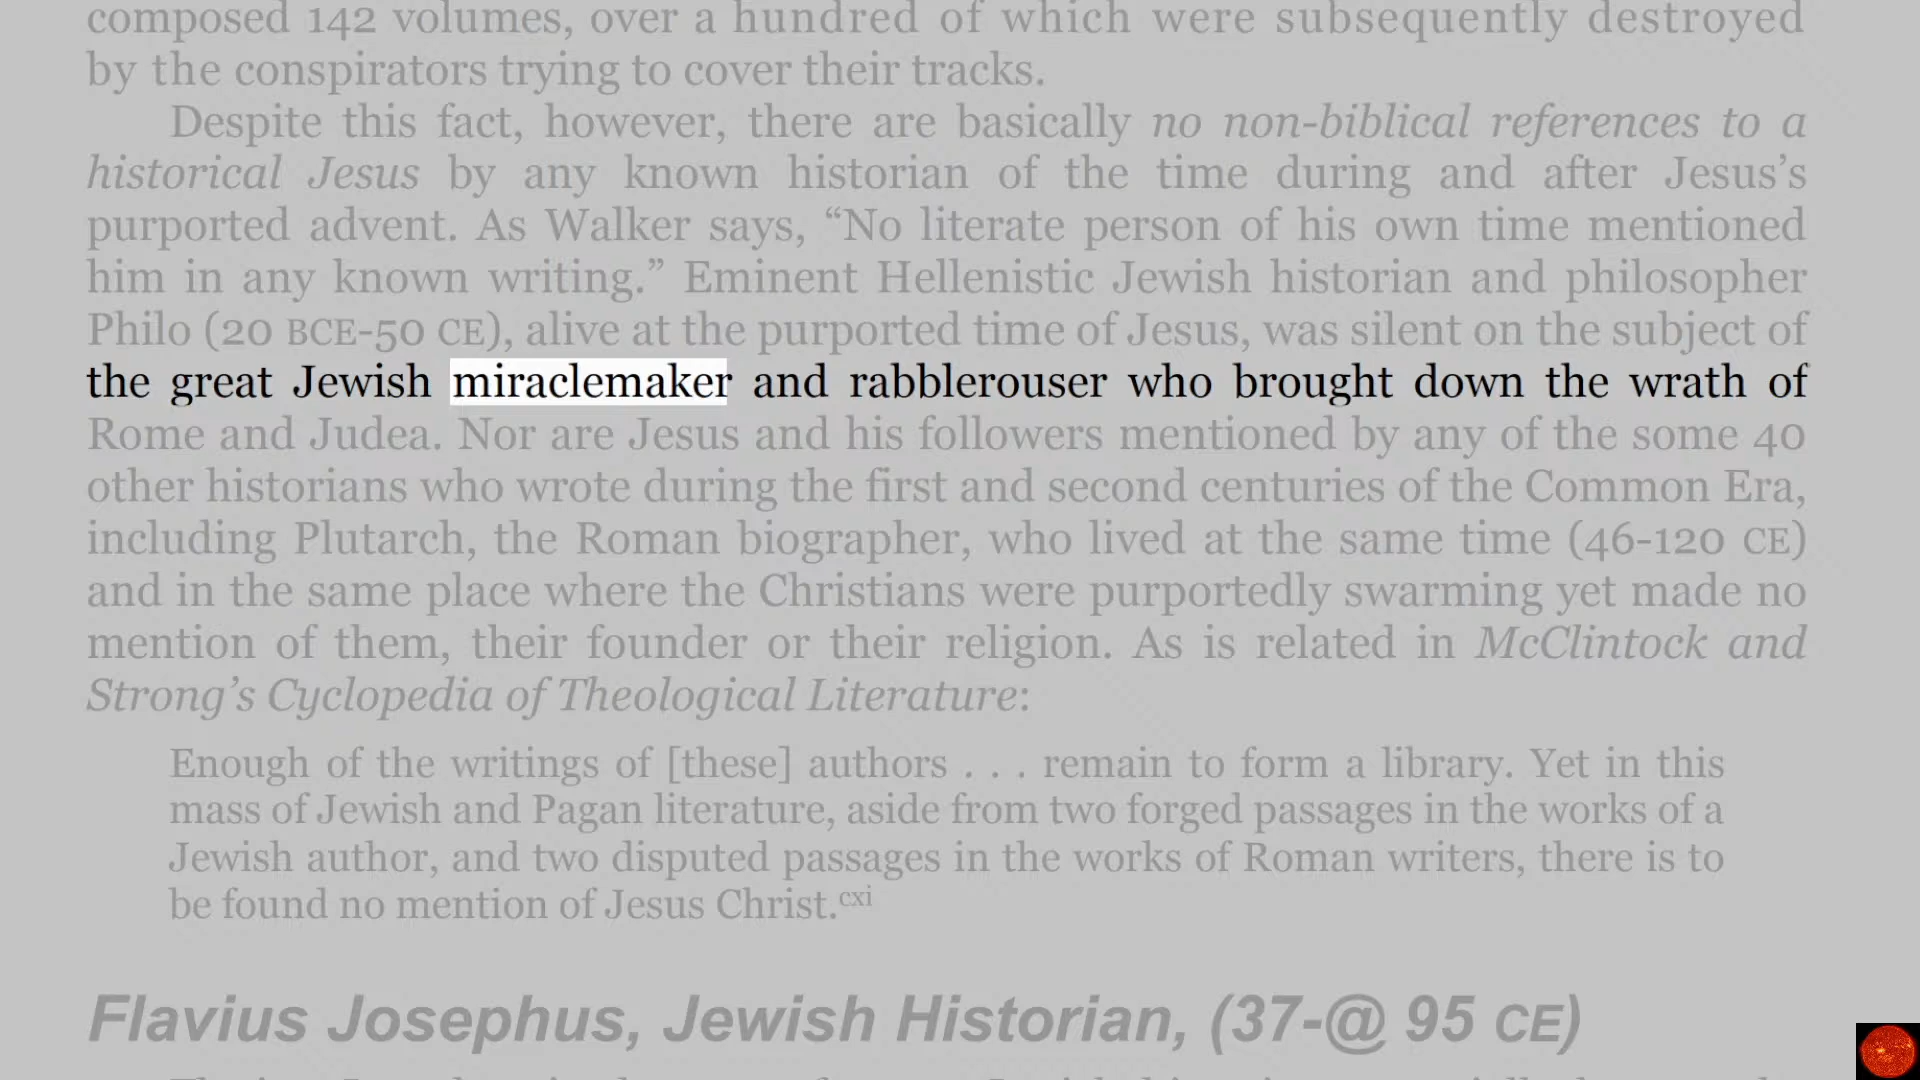 composed 142 volumes, over a hundred of which were subsequently destroyed
by the conspirators trying to cover their tracks.
Despite this fact, however, there are basically no non-biblical references to a
historical Jesus by any known historian of the time during and after Jesus’s
purported advent. As Walker says, “No literate person of his own time mentioned
him in any known writing.” Eminent Hellenistic Jewish historian and philosopher
Philo (20 BCE-50 CE), alive at the purported time of Jesus, was silent on the subject of
the great Jewish miraclemaker and rabblerouser who brought down the wrath of
Rome and Judea. Nor are Jesus and his followers mentioned by any of the some 40
other historians who wrote during the first and second centuries of the Common Era,
including Plutarch, the Roman biographer, who lived at the same time (46-120 CE)
and in the same place where the Christians were purportedly swarming yet made no
mention of them, their founder or their religion. As is related in McClintock and
Strong’s Cyclopedia of Theological Literature:
Enough of the writings of [these] authors . . . remain to form a library. Yet in this
mass of Jewish and Pagan literature, aside from two forged passages in the works of a
Jewish author, and two disputed passages in the works of Roman writers, there is to
be found no mention of Jesus Christ.cxi
Flavius Josephus, Jewish Historian, (37-@ 95 CE)